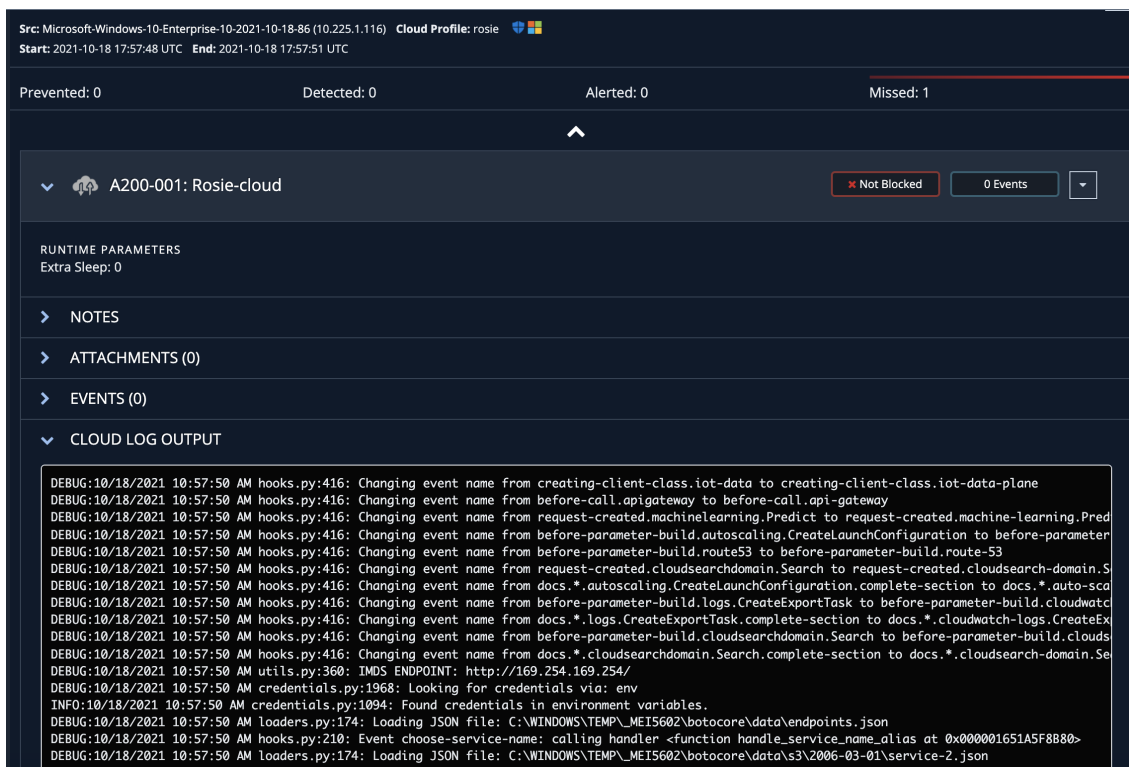 Src: Microsoft-Windows-10-Enterprise-10-2021-10-18-86 (10.225.1.116) Cloud Profile: rosie
Start: 2021-10-18 17:57:48 UTC End: 2021-10-18 17:57:51 UTC
Prevented: 0 Detected: 0 Alerted: 0 Missed: 1
A200-001: Rosie-cloud × Not Blocked 0 Events
RUNTIME PARAMETERS
Extra Sleep: 0
NOTES
ATTACHMENTS (0)
EVENTS (0)
CLOUD LOG OUTPUT
DEBUG:10/18/2021 10:57:50 AM hooks.py:416: Changing event name from creating-client-class.iot-data to creating-client-class.iot-data-plane
DEBUG:10/18/2021 10:57:50 AM hooks.py:416: Changing event name from before-call.apigateway to before-call.api-gateway
DEBUG:10/18/2021 10:57:50 AM hooks.py:416: Changing event name from request-created.machinelearning.Predict to request-created.machine-learning.Pred
DEBUG:10/18/2021 10:57:50 AM hooks.py:416: Changing event name from before-parameter-build.autoscaling.CreateLaunchConfiguration to before-parameter
DEBUG:10/18/2021 10:57:50 AM hooks.py:416: Changing event name from before-parameter-build.route53 to before-parameter-build.route-53
DEBUG:10/18/2021 10:57:50 AM hooks.py:416: Changing event name from request-created.cloudsearchdomain.Search to request-created.cloudsearch-domain.S
DEBUG:10/18/2021 10:57:50 AM hooks.py:416: Changing event name from docs.*.autoscaling.CreateLaunchConfiguration.complete-section to docs.*.auto-sca
DEBUG:10/18/2021 10:57:50 AM hooks.py:416: Changing event name from before-parameter-build.logs.CreateExportTask to before-parameter-build.cloudwatc
DEBUG:10/18/2021 10:57:50 AM hooks.py:416: Changing event name from docs.*.logs.CreateExportTask.complete-section to docs.*.cloudwatch-logs.CreateEx
DEBUG:10/18/2021 10:57:50 AM hooks.py:416: Changing event name from before-parameter-build.cloudsearchdomain.Search to before-parameter-build.clouds
DEBUG:10/18/2021 10:57:50 AM hooks.py:416: Changing event name from docs.*.cloudsearchdomain.Search.complete-section to docs.*.cloudsearch-domain.Se
DEBUG:10/18/2021 10:57:50 AM utils.py:360: IMDS ENDPOINT: http://169.254.169.254/
DEBUG:10/18/2021 10:57:50 AM credentials.py:1968: Looking for credentials via: env
INFO:10/18/2021 10:57:50 AM credentials.py:1094: Found credentials in environment variables.
DEBUG:10/18/2021 10:57:50 AM loaders.py:174: Loading JSON file: C:\WINDOWS\TEMP\_MEI5602\botocore\data\endpoints.json
DEBUG:10/18/2021 10:57:50 AM hooks.py:210: Event choose-service-name: calling handler <function handle_service_name_alias at 0x000001651A5F8B80>
DEBUG:10/18/2021 10:57:50 AM loaders.py:174: Loading JSON file: C:\WINDOWS\TEMP\_MEI5602\botocore\data\s3\2006-03-01\service-2.json